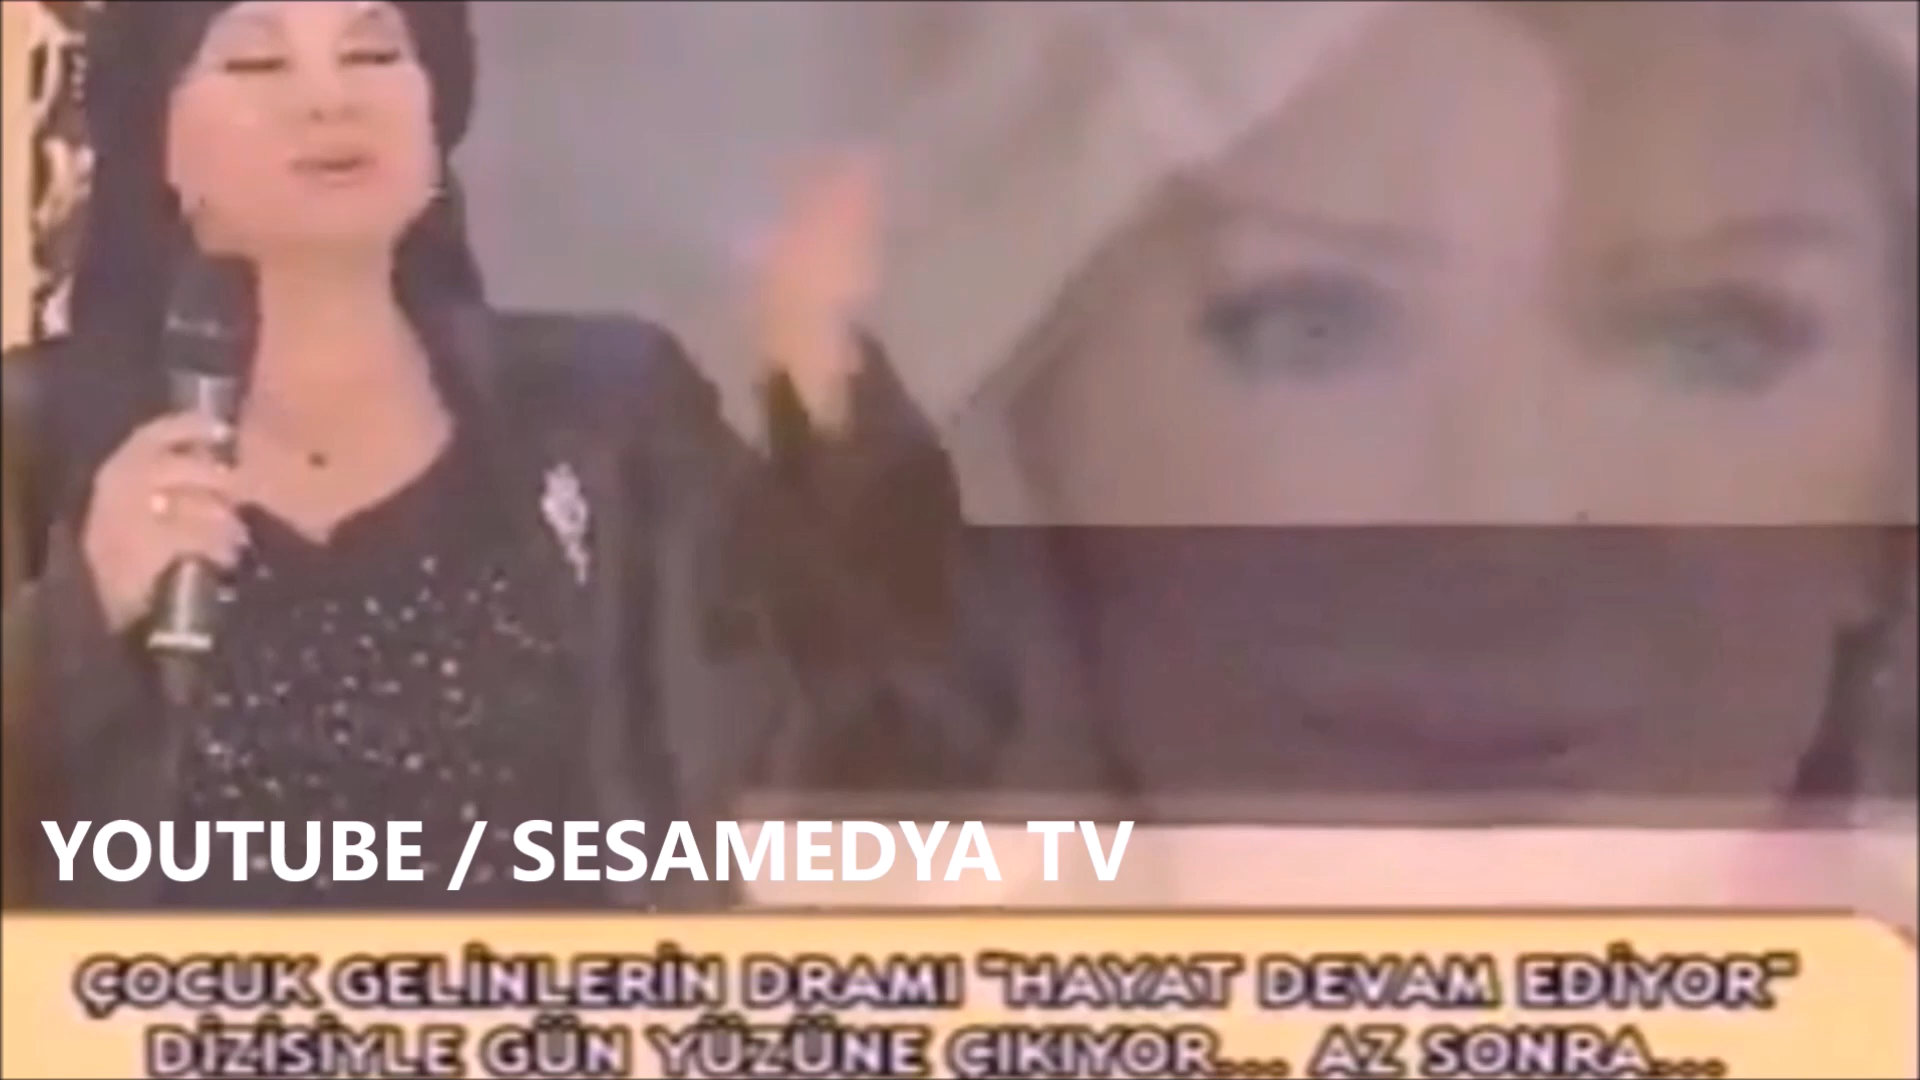 YOUTUBE / SESAMEDYA TV
ÇOCUK GELİNLERİN DRAMI "HAYAT DEVAM EDİYOR"
DİZİSİYLE GÜN YÜZÜNE ÇIKIYOR... AZ SONRA...